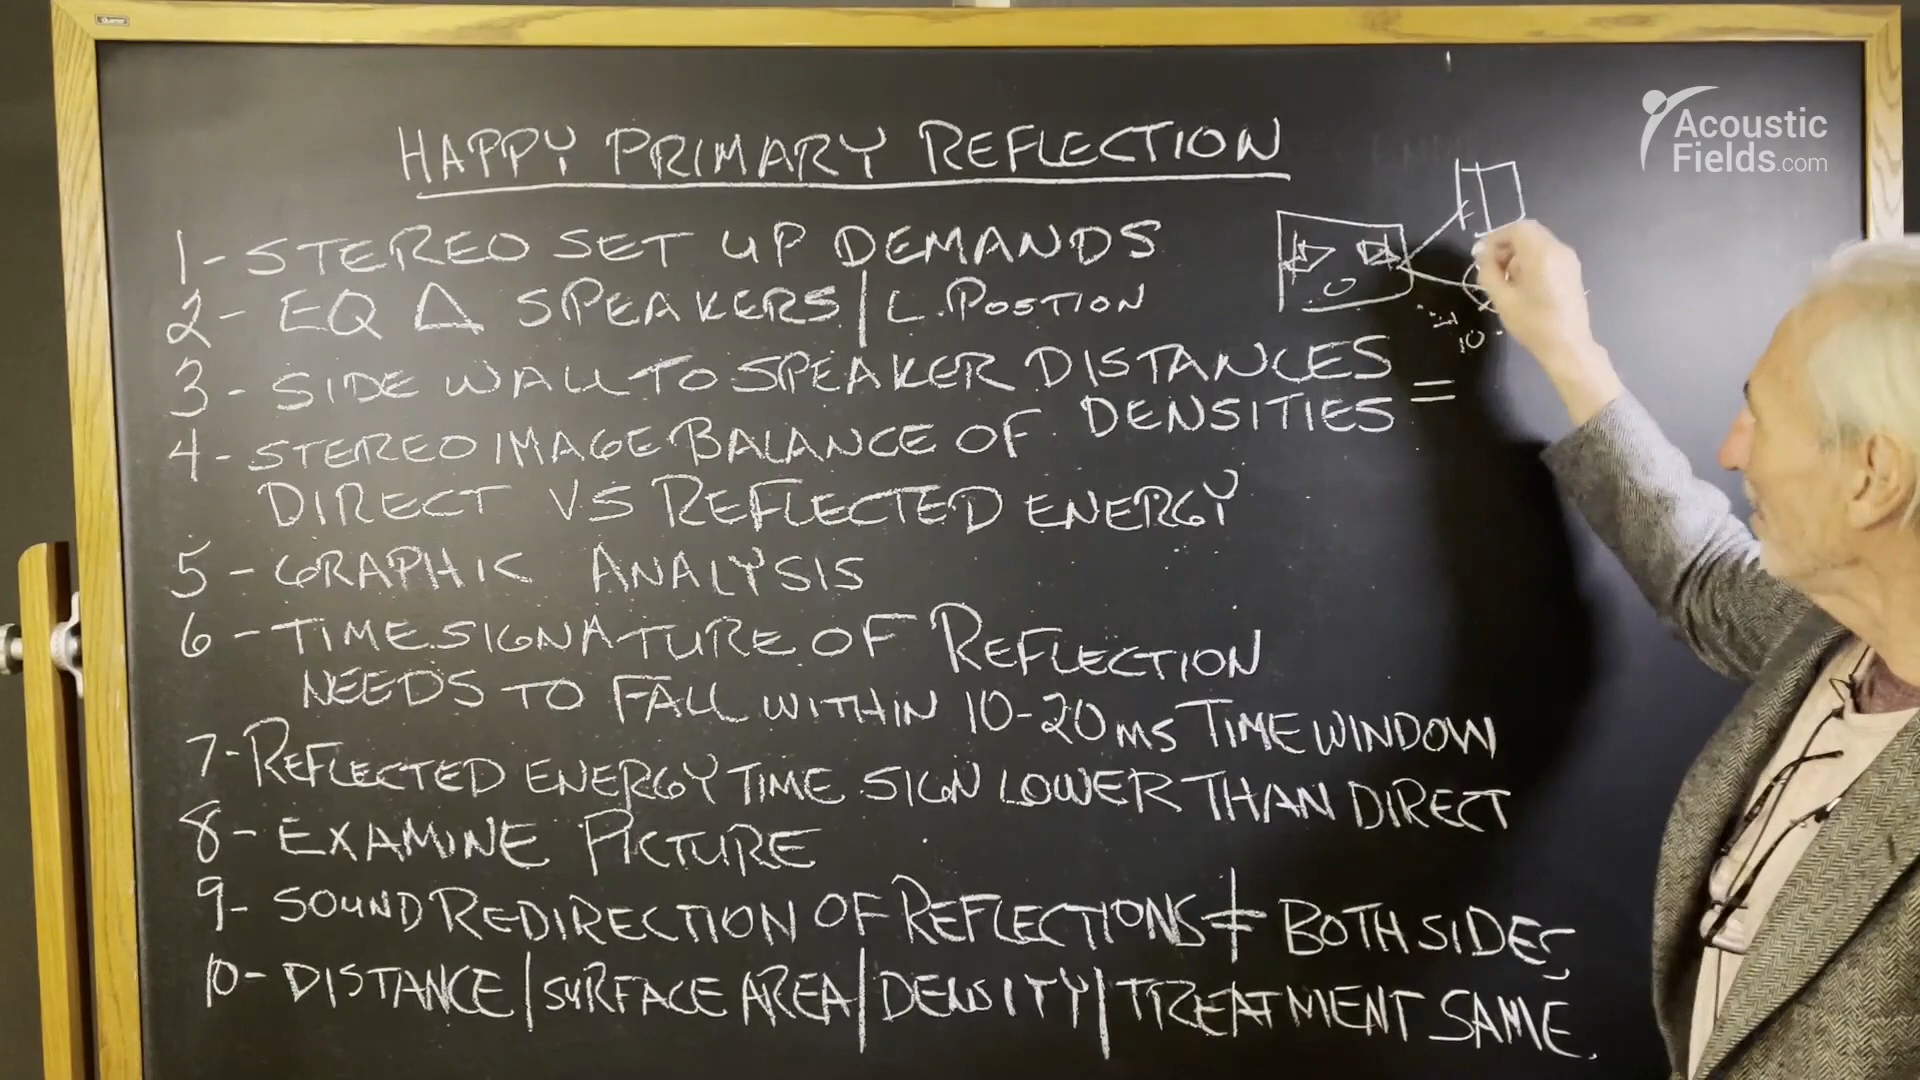 Quartet
Acoustic
Fields.com
HAPPY PRIMARY REFLECTION
1-STEREO SET UP DEMANDS
2- EQ Δ SPEAKERS/L.POSTION
3- SIDE WALL TO SPEAKER DISTANCES =
DENSITIES
4-STEREO IMAGE BALANCE OF
DIRECT VS REFLECTED ENERGY
5-GRAPHIC ANALYSIS
6-TIME SIGNATURE OF REFLECTION
NEEDS TO FALL WITHIN 10-20ms TIME WINDOW
7-REFLECTED ENERGY TIME SIGN LOWER THAN DIRECT
8-EXAMINE PICTURE
9-SOUND REDIRECTION OF REFLECTIONS ≠ BOTH SIDES
10-DISTANCE/SURFACE AREA/DENSITY/TREATMENT SAME.
10